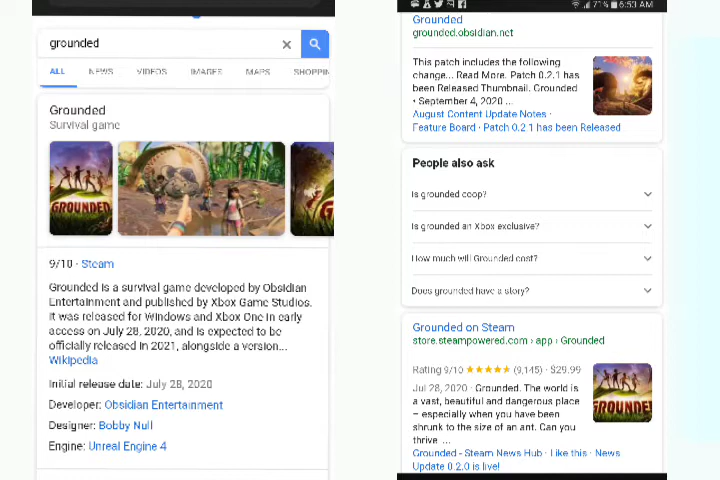 grounded
ALL NEWS VIDEOS IMAGES MAPS SHOPPIN
Grounded
Survival game
GROUNDED
9/10 · Steam
Grounded is a survival game developed by Obsidian
Entertainment and published by Xbox Game Studios.
It was released for Windows and Xbox One in early
access on July 28, 2020, and is expected to be
officially released in 2021, alongside a version...
Wikipedia
Initial release date: July 28, 2020
Developer: Obsidian Entertainment
Designer: Bobby Null
Engine: Unreal Engine 4
71% 6:53 AM
Grounded
grounded.obsidian.net
This patch includes the following
change... Read More. Patch 0.2.1 has
been Released Thumbnail. Grounded
• September 4, 2020 ...
August Content Update Notes ·
Feature Board · Patch 0.2.1 has been Released
People also ask
Is grounded coop?
Is grounded an Xbox exclusive?
How much will Grounded cost?
Does grounded have a story?
Grounded on Steam
store.steampowered.com › app › Grounded
Rating 9/10 (9,145) · $29.99
Jul 28, 2020 · Grounded. The world is
a vast, beautiful and dangerous place
– especially when you have been
shrunk to the size of an ant. Can you
thrive ...
GROUNDED
Grounded - Steam News Hub · Like this · News
Update 0.2.0 is live!